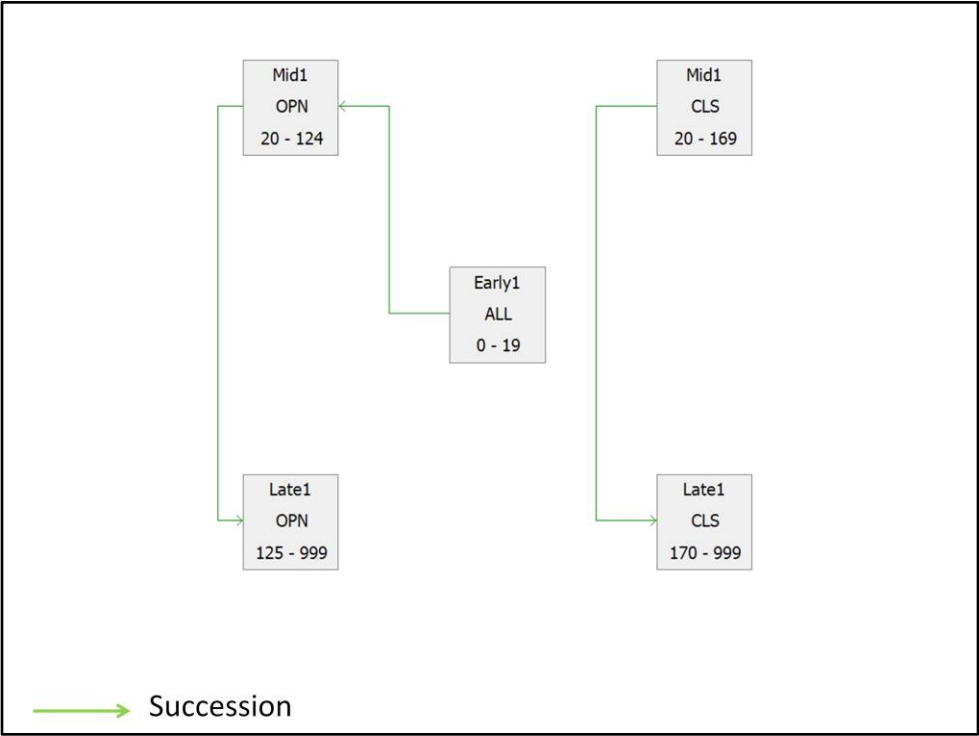 Mid1
OPN
20 - 124
Mid1
CLS
20 - 169
Early1
ALL
0 - 19
Late1
OPN
125 - 999
Late1
CLS
170 - 999
Succession